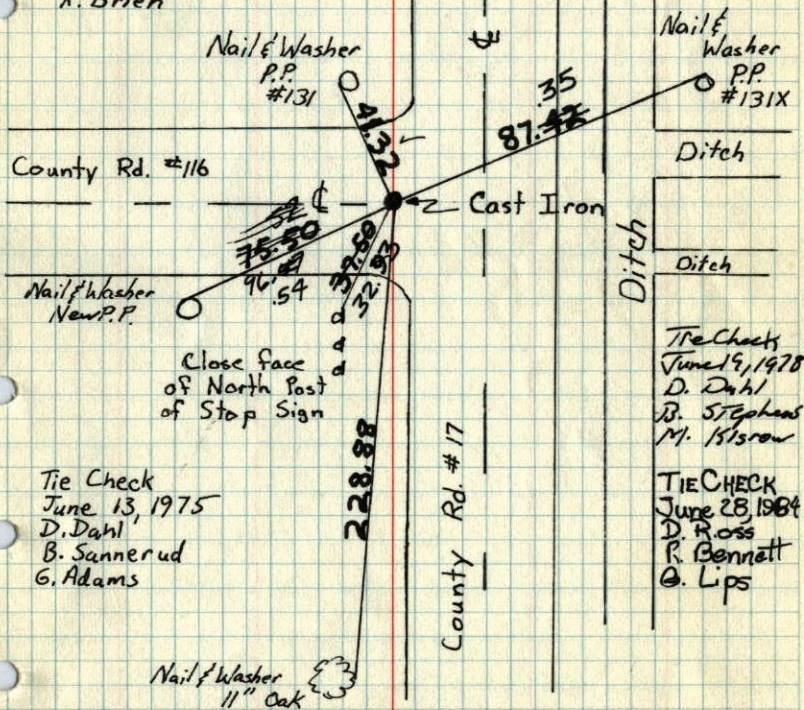 Nail & Washer
P.P.
#131
℄
Nail &
Washer
P.P.
#131X
41.32
.35
87.42
Ditch
County Rd. #116
℄
Cast Iron
.52
75.50
96.
.54
32.93
Ditch
Ditch
Nail & Washer
New P.P.
Close face
of North Post
of Stop Sign
Tie Check
June 19, 1978
D. Dahl
B. Stephens
228.88
County Rd. #17
Tie Check
June 13, 1975
D. Dahl
B. Sannerud
G. Adams
TIE CHECK
June 28, 1984
D. Ross
R. Bennett
Lips
Nail & Washer
11" Oak